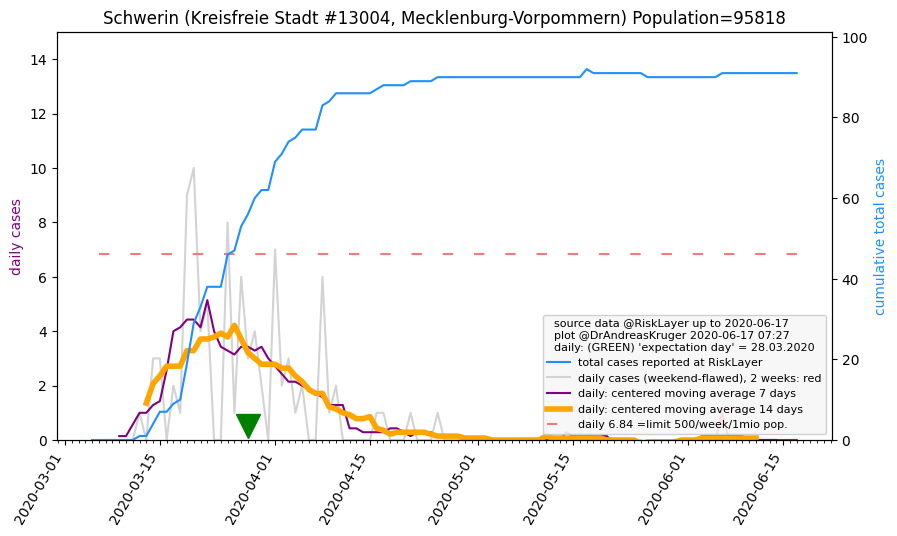 Schwerin (Kreisfreie Stadt #13004, Mecklenburg-Vorpommern) Population=95818
14
12
10
8
6
4
2
0
daily cases
100
80
60
40
20
0
cumulative total cases
source data @RiskLayer up to 2020-06-17
plot @DrAndreasKruger 2020-06-17 07:27
daily: (GREEN) 'expectation day' = 28.03.2020
total cases reported at RiskLayer
daily cases (weekend-flawed), 2 weeks: red
daily: centered moving average 7 days
daily: centered moving average 14 days
daily 6.84 =limit 500/week/1mio pop.
2020-03-01
2020-03-15
2020-04-01
2020-04-15
2020-05-01
2020-05-15
2020-06-01
2020-06-15